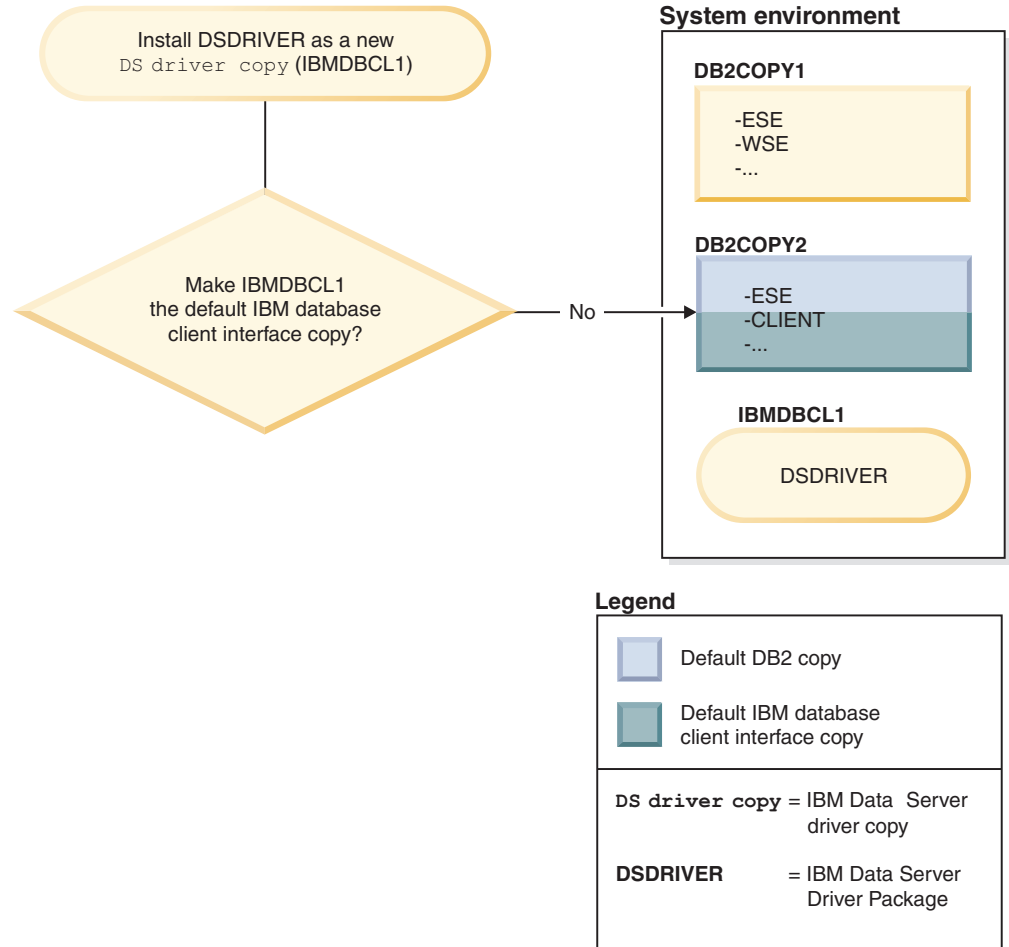 Install DSDRIVER as a new
DS driver copy (IBMDBCL1)
Make IBMDBCL1
the default IBM database
client interface copy?
No
System environment
DB2COPY1
-ESE
-WSE
-...
DB2COPY2
-ESE
-CLIENT
-...
IBMDBCL1
DSDRIVER
Legend
Default DB2 copy
Default IBM database
client interface copy
DS driver copy = IBM Data Server
driver copy
DSDRIVER = IBM Data Server
Driver Package